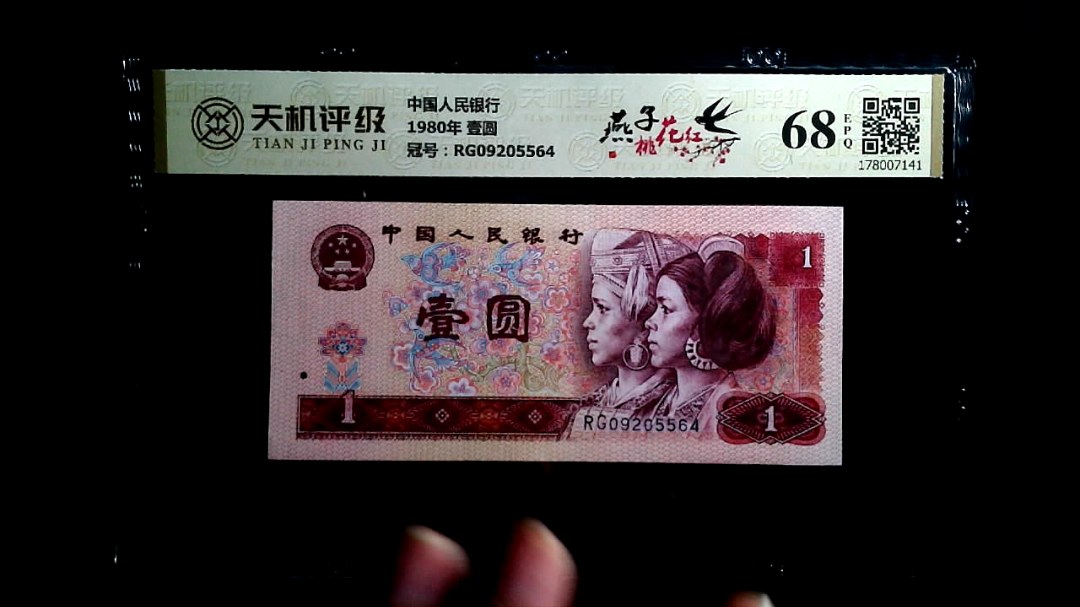 天机评级
TIAN JI PING JI
中国人民银行
1980年 壹圆
冠号：RG09205564
燕子
桃花红
68
EPQ
178007141
中国人民银行
壹圆
1
1
RG09205564
1